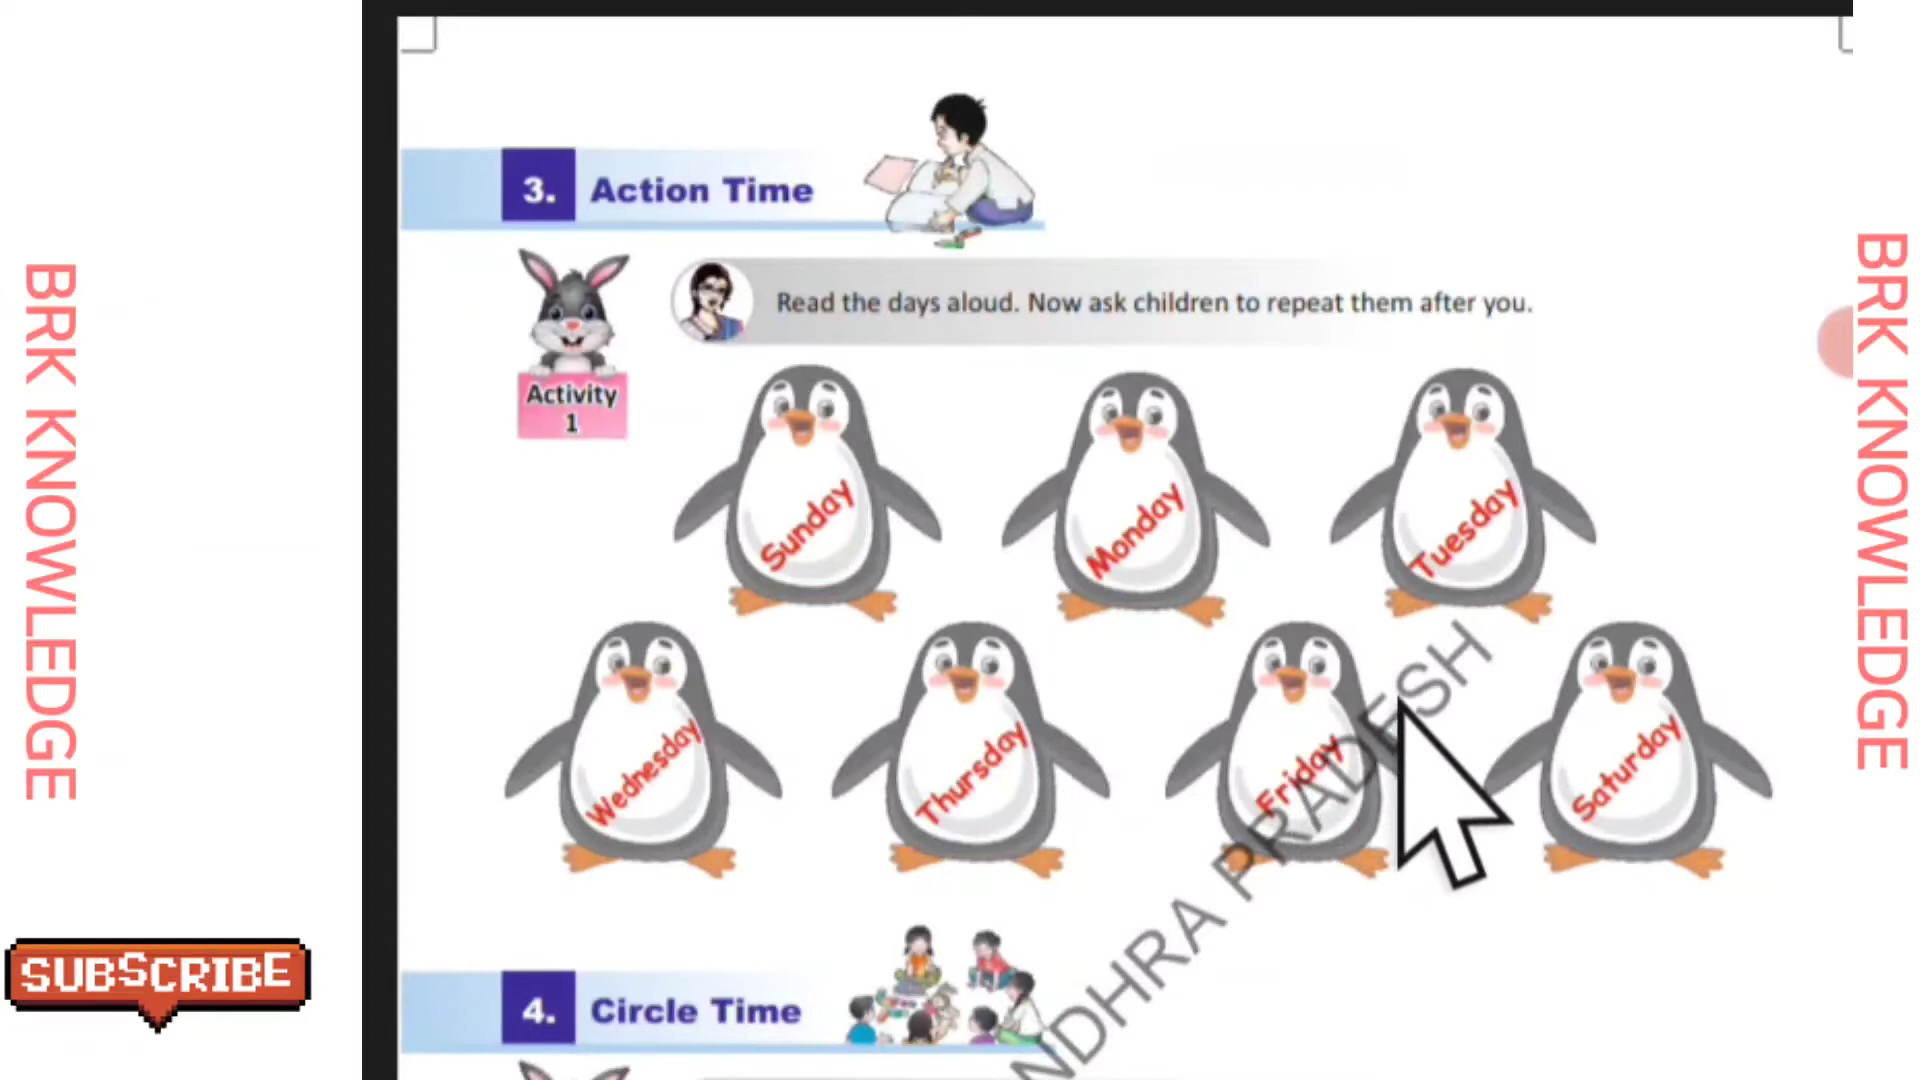 3. Action Time
Read the days aloud. Now ask children to repeat them after you.
Activity
1
Sunday
Monday
Tuesday
Wednesday
Thursday
Friday
Saturday
NDHRA PRADESH
4. Circle Time
BRK KNOWLEDGE
BRK KNOWLEDGE
SUBSCRIBE